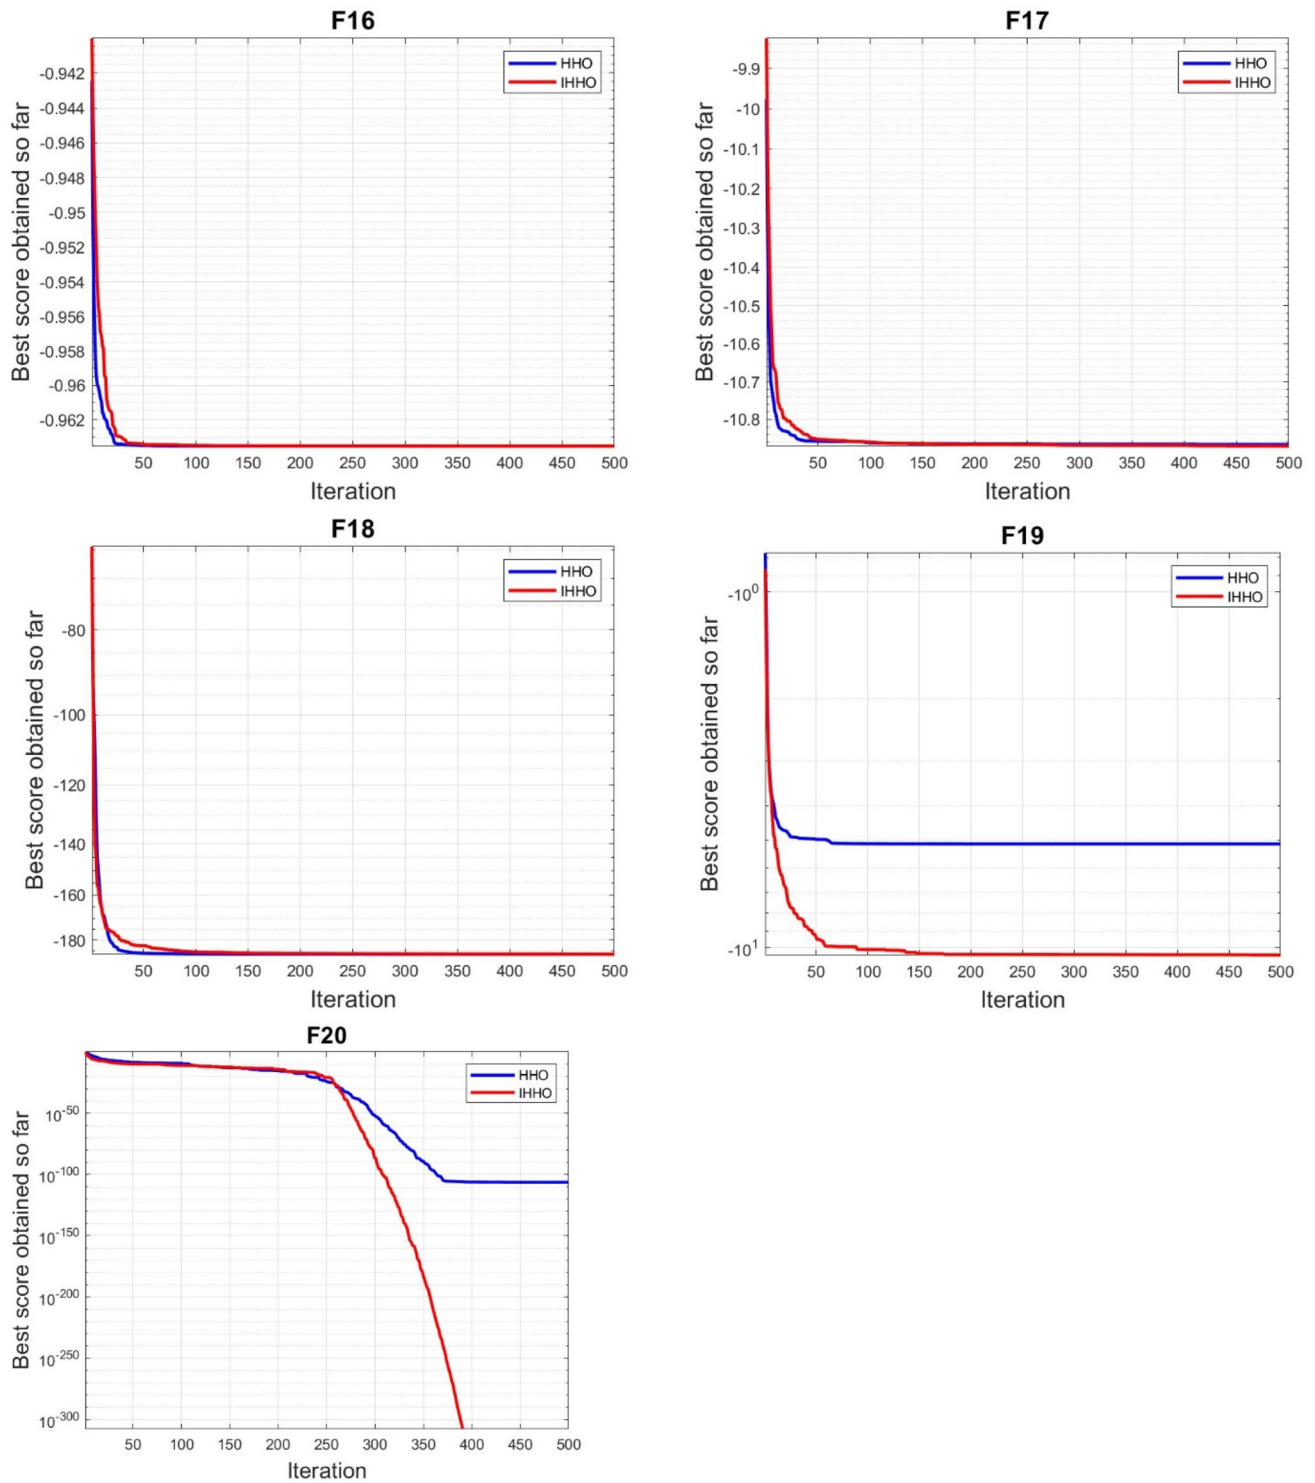 F16
HHO
IHHO
Best score obtained so far
-0.942
-0.944
-0.946
-0.948
-0.95
-0.952
-0.954
-0.956
-0.958
-0.96
-0.962
50 100 150 200 250 300 350 400 450 500
Iteration
F17
HHO
IHHO
Best score obtained so far
-9.9
-10
-10.1
-10.2
-10.3
-10.4
-10.5
-10.6
-10.7
-10.8
50 100 150 200 250 300 350 400 450 500
Iteration
F18
HHO
IHHO
Best score obtained so far
-80
-100
-120
-140
-160
-180
50 100 150 200 250 300 350 400 450 500
Iteration
F19
HHO
IHHO
Best score obtained so far
-10⁰
-10¹
50 100 150 200 250 300 350 400 450 500
Iteration
F20
HHO
IHHO
Best score obtained so far
10⁻⁵⁰
10⁻¹⁰⁰
10⁻¹⁵⁰
10⁻²⁰⁰
10⁻²⁵⁰
10⁻³⁰⁰
50 100 150 200 250 300 350 400 450 500
Iteration